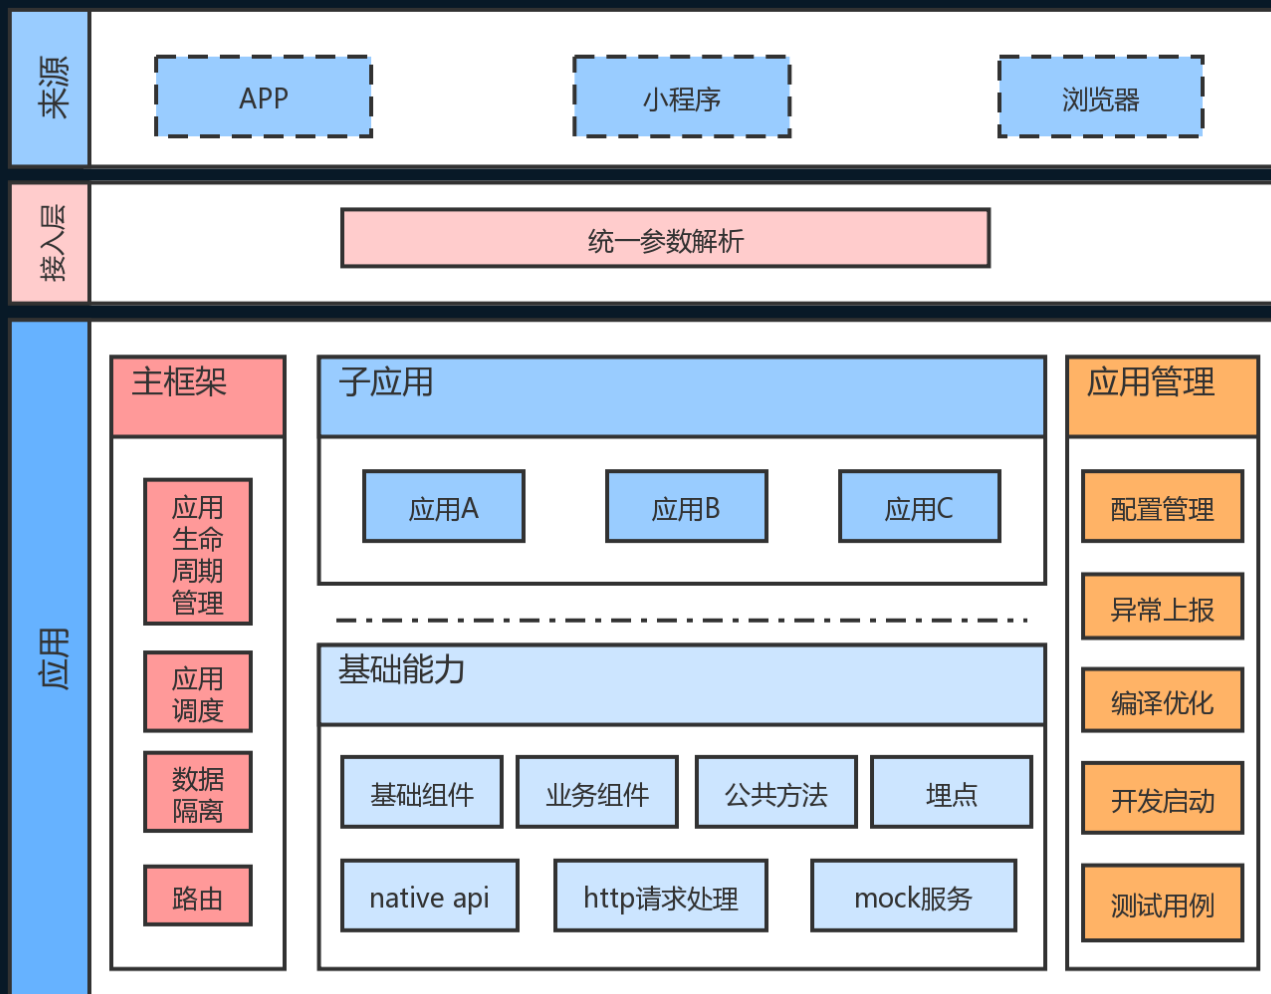 来源
APP
小程序
浏览器
接入层
统一参数解析
应用
主框架
应用
生命
周期
管理
应用
调度
数据
隔离
路由
子应用
应用A
应用B
应用C
基础能力
基础组件
业务组件
公共方法
埋点
native api
http请求处理
mock服务
应用管理
配置管理
异常上报
编译优化
开发启动
测试用例